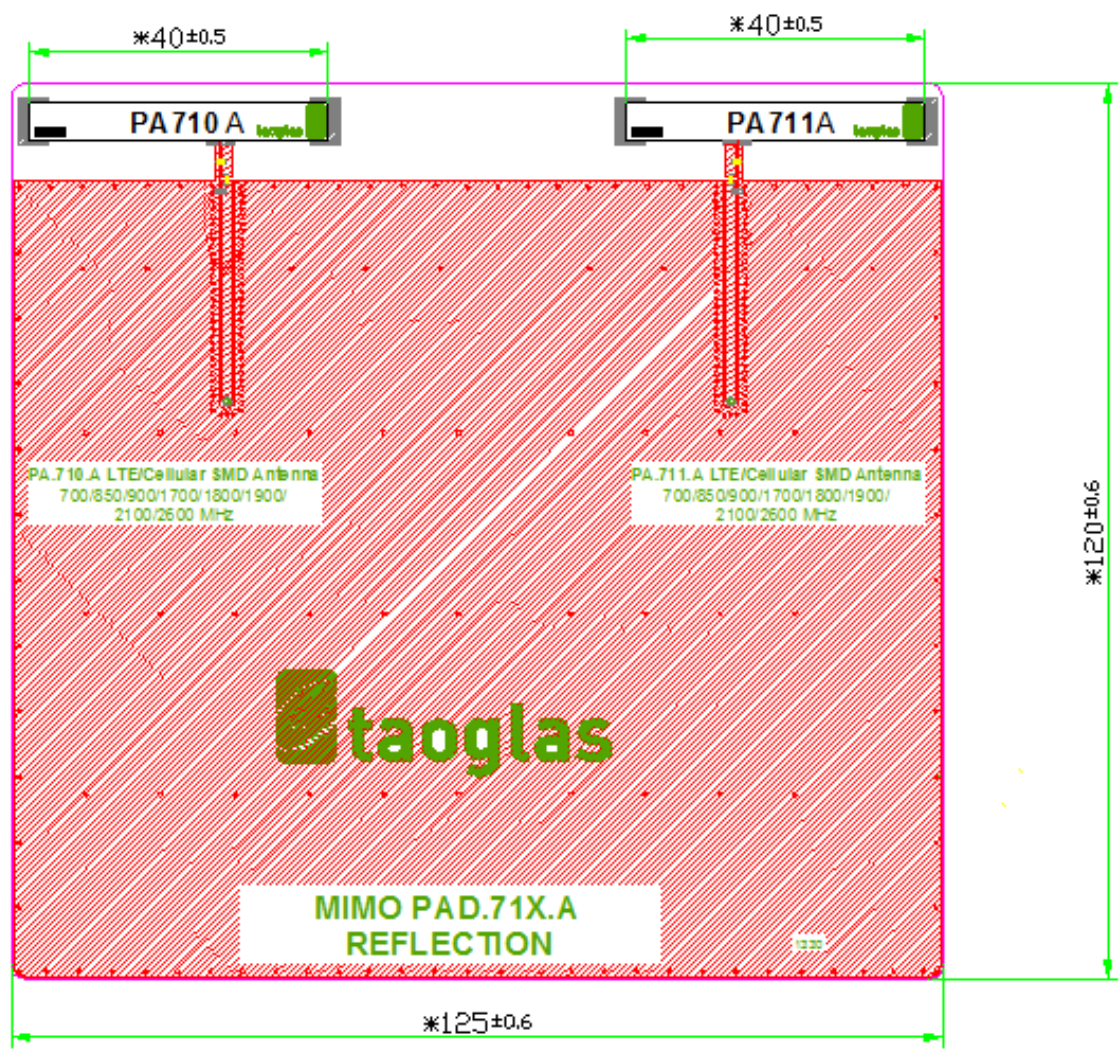 *40±0.5
*40±0.5
PA710 A taoglas
PA711A taoglas
PA.710.A LTE/Cellular SMD Antenna
700/850/900/1700/1800/1900/
2100/2600 MHz
PA.711.A LTE/Cellular SMD Antenna
700/850/900/1700/1800/1900/
2100/2600 MHz
*120±0.6
taoglas
MIMO PAD.71X.A
REFLECTION
*125±0.6